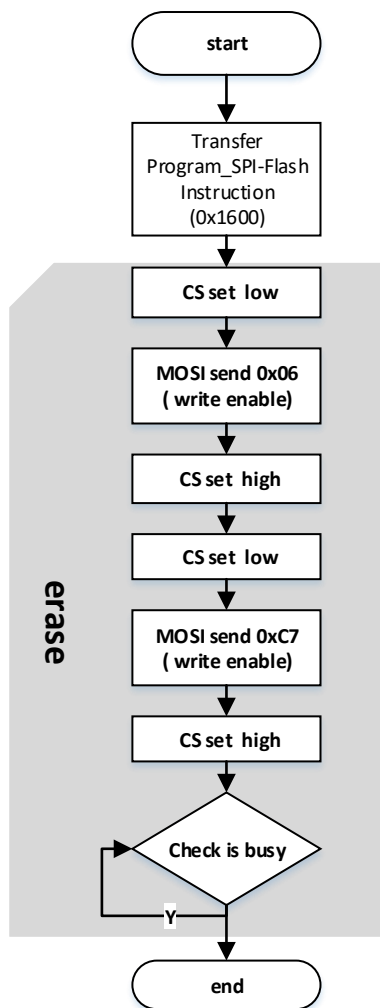 start
Transfer
Program_SPI-Flash
Instruction
(0x1600)
CS set low
MOSI send 0x06
( write enable)
CS set high
CS set low
erase
MOSI send 0xC7
( write enable)
CS set high
Check is busy
Y
end